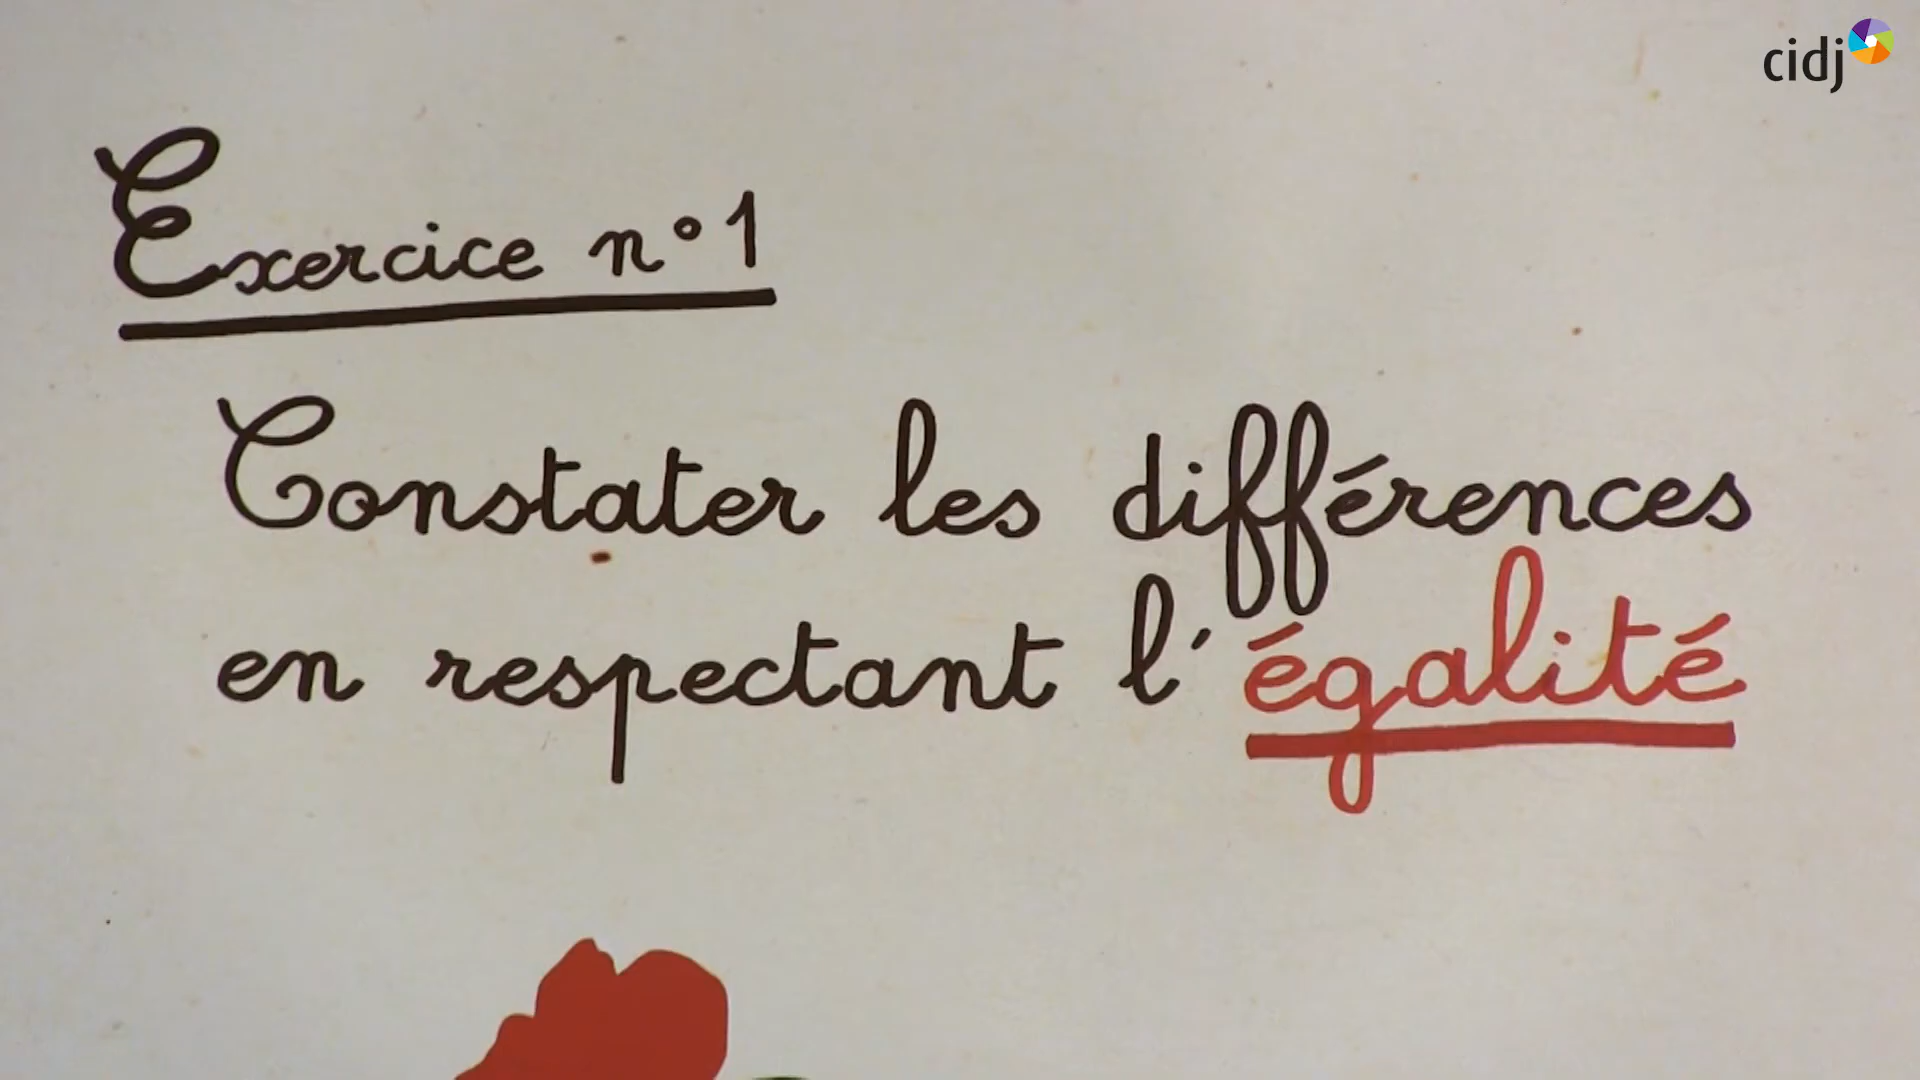 cidj
Exercice n°1
Constater les différences
en respectant l'égalité